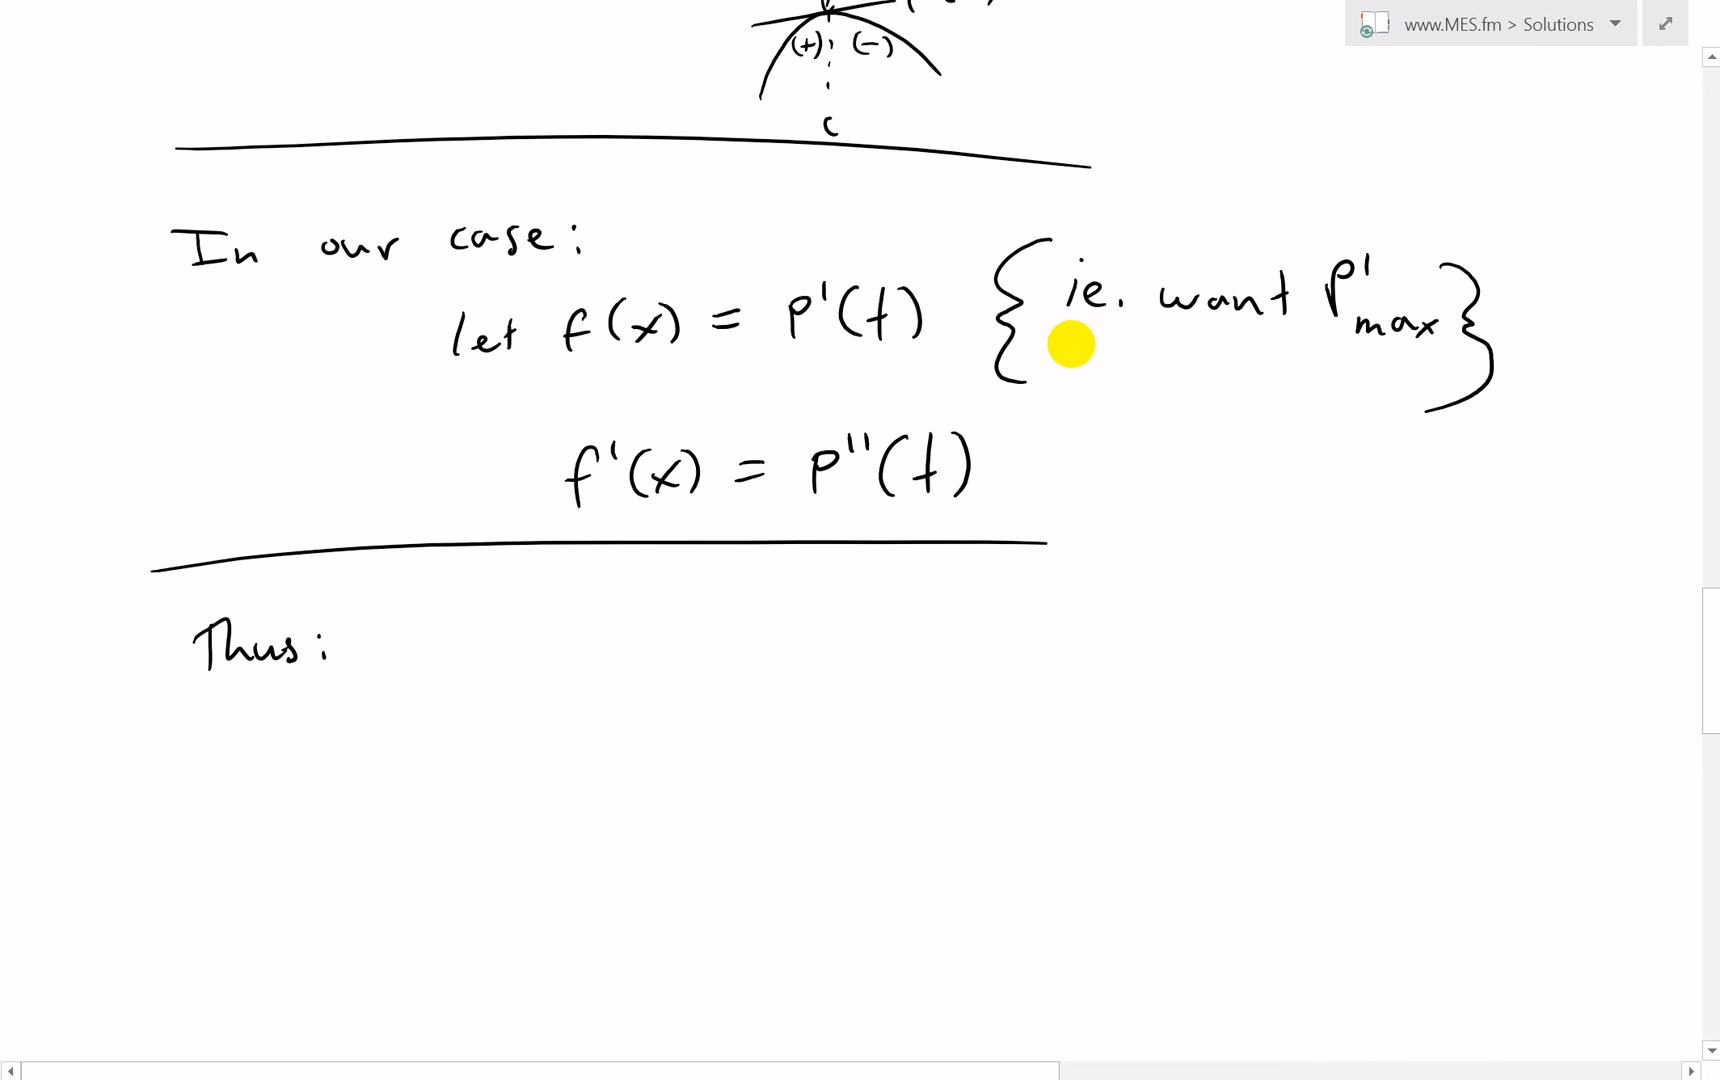 www.MES.fm > Solutions
(+) (-)
c
In our case:
let f(x) = P'(t) { ie. want P'max }
f'(x) = P''(t)
Thus: